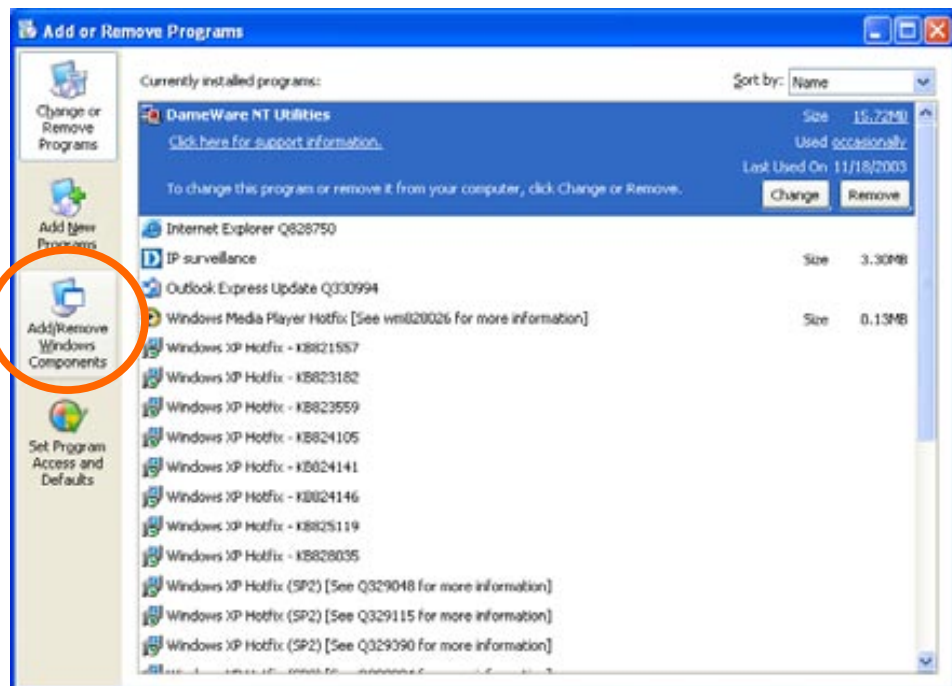 Add or Remove Programs
Change or
Remove
Programs
Add New
Programs
Add/Remove
Windows
Components
Set Program
Access and
Defaults
Currently installed programs:
Sort by: Name
DameWare NT Utilities Size 15.72MB
Click here for support information. Used occasionally
Last Used On 11/18/2003
To change this program or remove it from your computer, click Change or Remove. Change Remove
Internet Explorer Q828750
IP surveillance Size 3.30MB
Outlook Express Update Q330994
Windows Media Player Hotfix [See wm828026 for more information] Size 0.13MB
Windows XP Hotfix - KB821557
Windows XP Hotfix - KB823182
Windows XP Hotfix - KB823559
Windows XP Hotfix - KB824105
Windows XP Hotfix - KB824141
Windows XP Hotfix - KB824146
Windows XP Hotfix - KB825119
Windows XP Hotfix - KB828035
Windows XP Hotfix (SP2) [See Q329048 for more information]
Windows XP Hotfix (SP2) [See Q329115 for more information]
Windows XP Hotfix (SP2) [See Q329390 for more information]